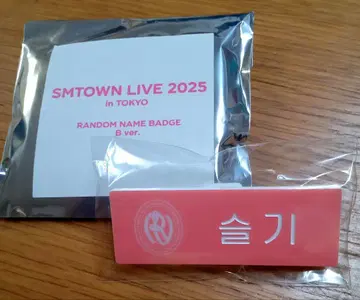 SMTOWN LIVE 2025
in TOKYO
RANDOM NAME BADGE
B ver.
슬기